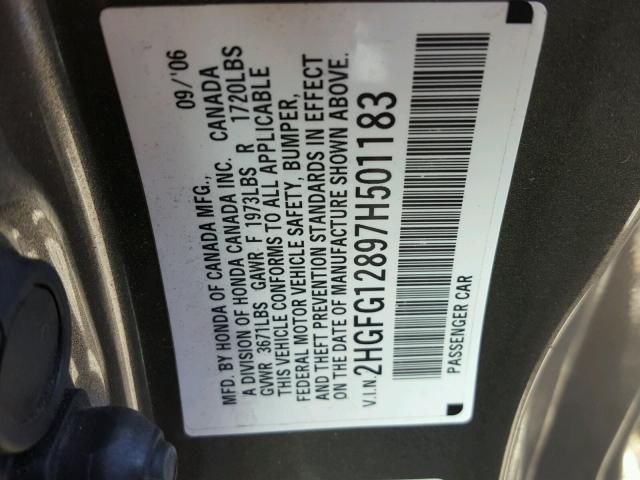 MFD. BY HONDA OF CANADA MFG., 09/'06
A DIVISION OF HONDA CANADA INC. CANADA
GVWR 3671LBS GAWR F 1973LBS R 1720LBS
THIS VEHICLE CONFORMS TO ALL APPLICABLE
FEDERAL MOTOR VEHICLE SAFETY, BUMPER,
AND THEFT PREVENTION STANDARDS IN EFFECT
ON THE DATE OF MANUFACTURE SHOWN ABOVE.
V.I.N. 2HGFG12897H501183
PASSENGER CAR